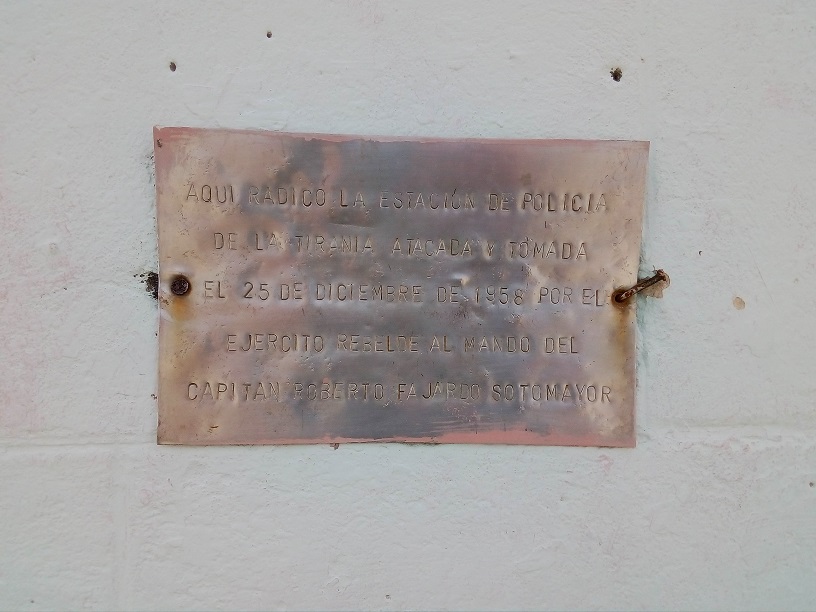 AQUI RADICO LA ESTACIÓN DE POLICIA
DE LA TIRANIA ATACADA Y TOMADA
EL 25 DE DICIEMBRE DE 1958 POR EL
EJERCITO REBELDE AL MANDO DEL
CAPITAN ROBERTO FAJARDO SOTOMAYOR